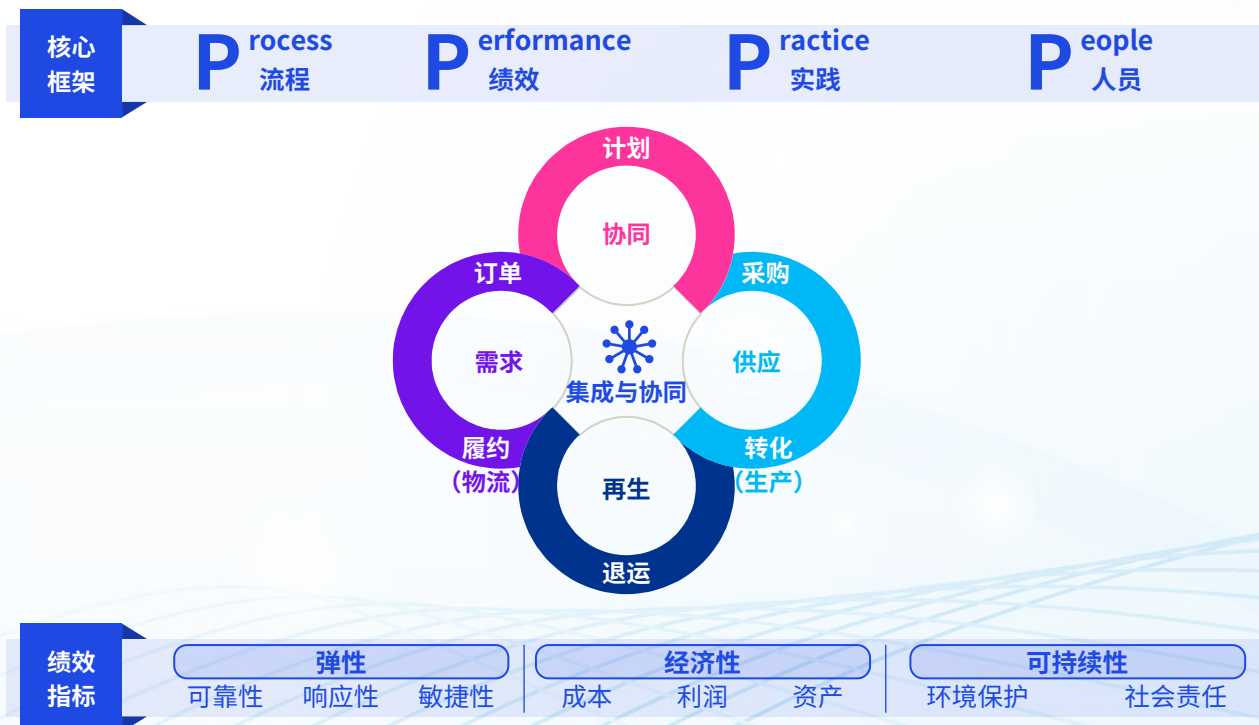 核心
框架
Process
流程
Performance
绩效
Practice
实践
People
人员
计划
协同
订单
采购
需求
供应
集成与协同
履约
（物流）
转化
（生产）
再生
退运
绩效
指标
弹性
可靠性 响应性 敏捷性
经济性
成本 利润 资产
可持续性
环境保护 社会责任